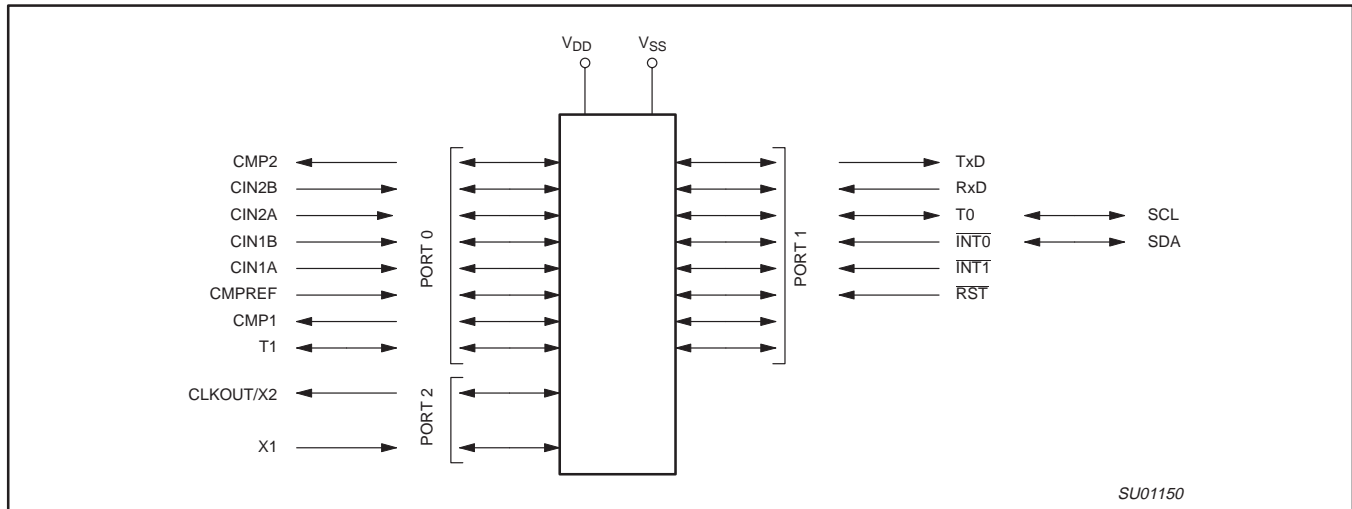 VDD VSS
CMP2
CIN2B
CIN2A
CIN1B
CIN1A
CMPREF
CMP1
T1
PORT 0
CLKOUT/X2
X1
PORT 2
PORT 1
TxD
RxD
T0 SCL
INT0 SDA
INT1
RST
SU01150